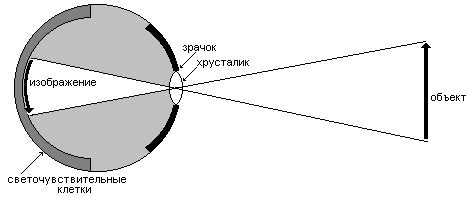 зрачок
хрусталик
изображение
объект
светочувствительные
клетки